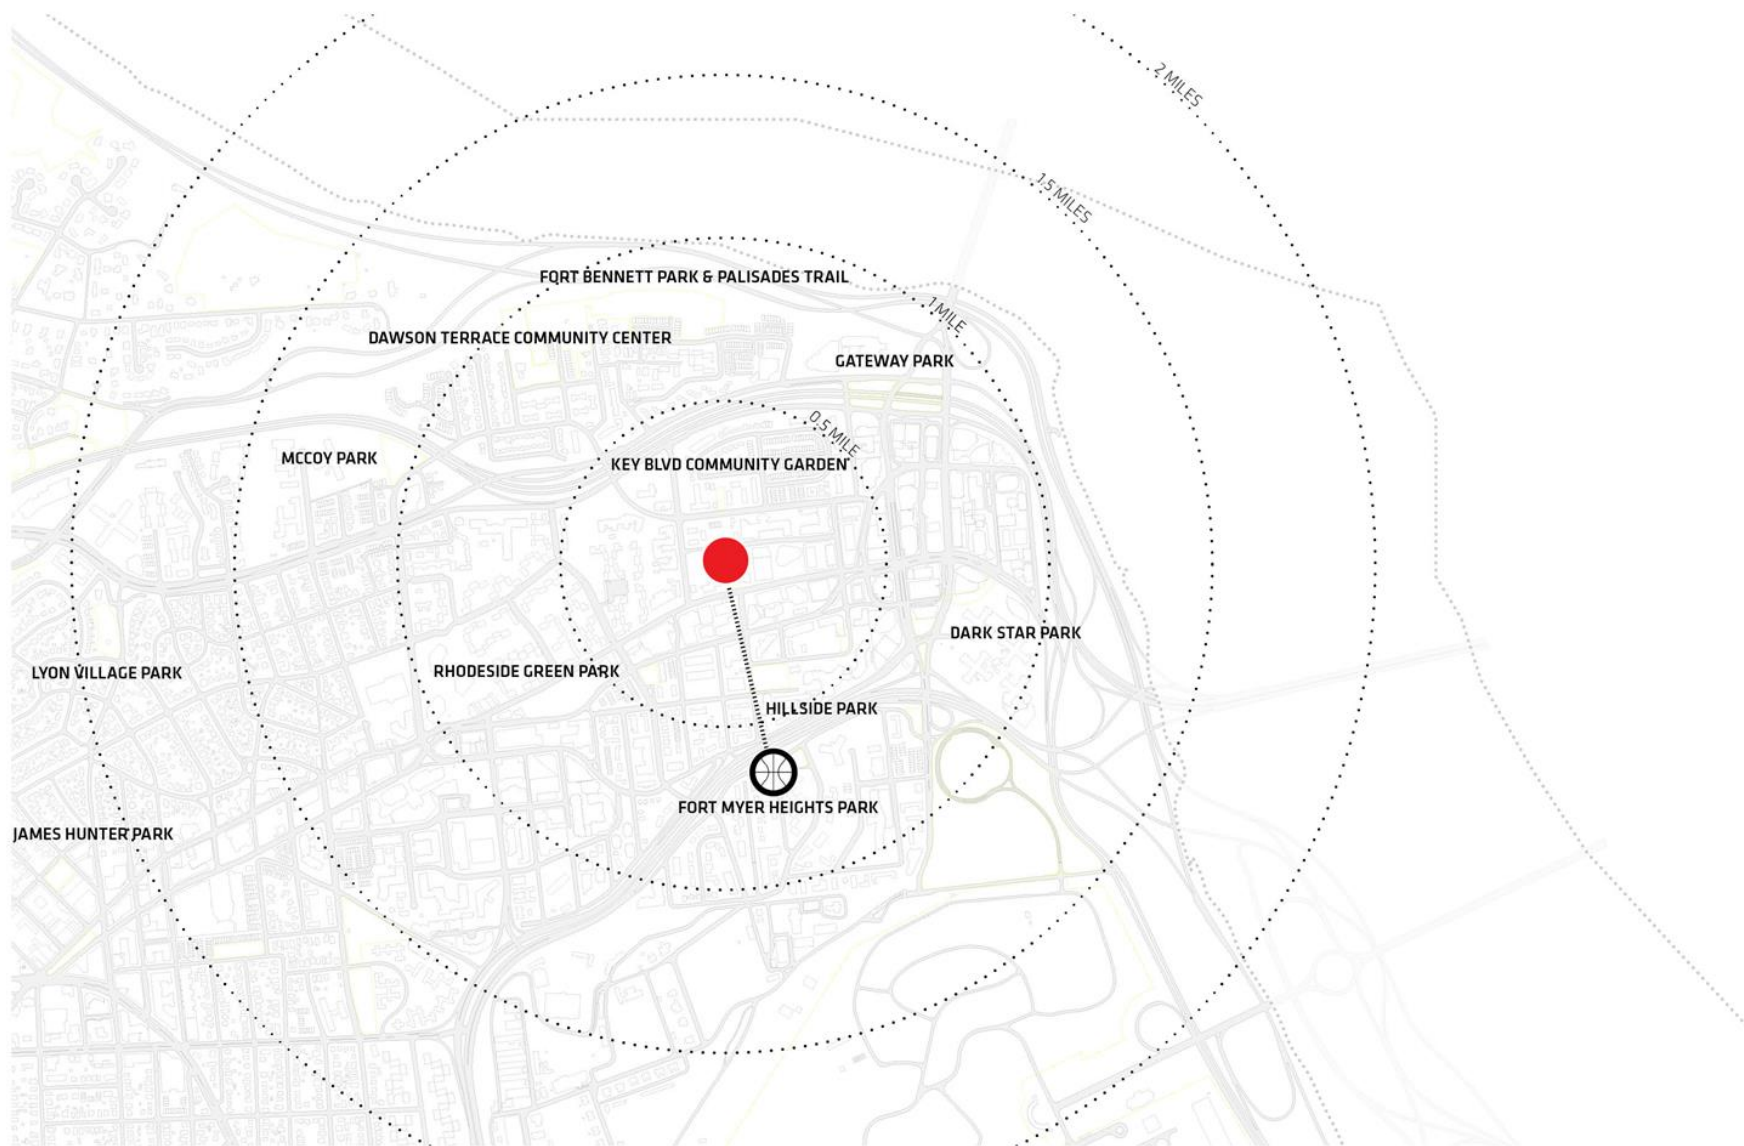 2 MILES
1.5 MILES
FORT BENNETT PARK & PALISADES TRAIL
1 MILE
DAWSON TERRACE COMMUNITY CENTER
GATEWAY PARK
0.5 MILE
MCCOY PARK
KEY BLVD COMMUNITY GARDEN
DARK STAR PARK
LYON VILLAGE PARK
RHODESIDE GREEN PARK
HILLSIDE PARK
FORT MYER HEIGHTS PARK
JAMES HUNTER PARK